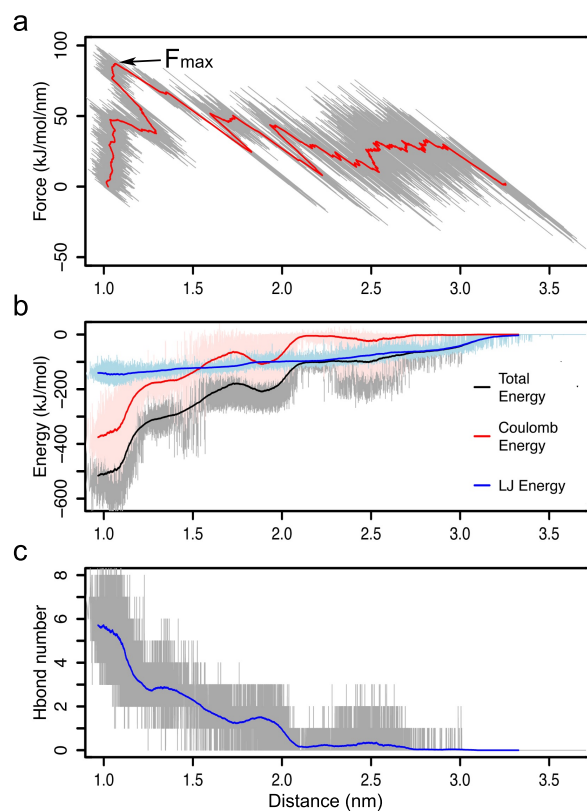 a
F_max
Force (kJ/mol/nm)
100
50
0
−50
1.0 1.5 2.0 2.5 3.0 3.5
b
Energy (kJ/mol)
0
−200
−400
−600
Total
Energy
Coulomb
Energy
LJ Energy
1.0 1.5 2.0 2.5 3.0 3.5
c
Hbond number
8
6
4
2
0
1.0 1.5 2.0 2.5 3.0 3.5
Distance (nm)